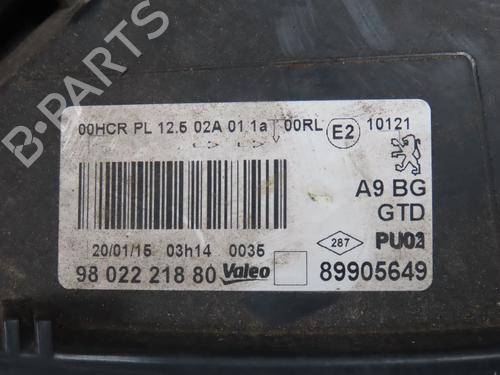 00HCR PL 12.5 02A 01 1a 00RL E2 10121
A9 BG
GTD
20/01/15 03h14 0035
287 PU02
98 022 218 80 Valeo 89905649
B-PARTS